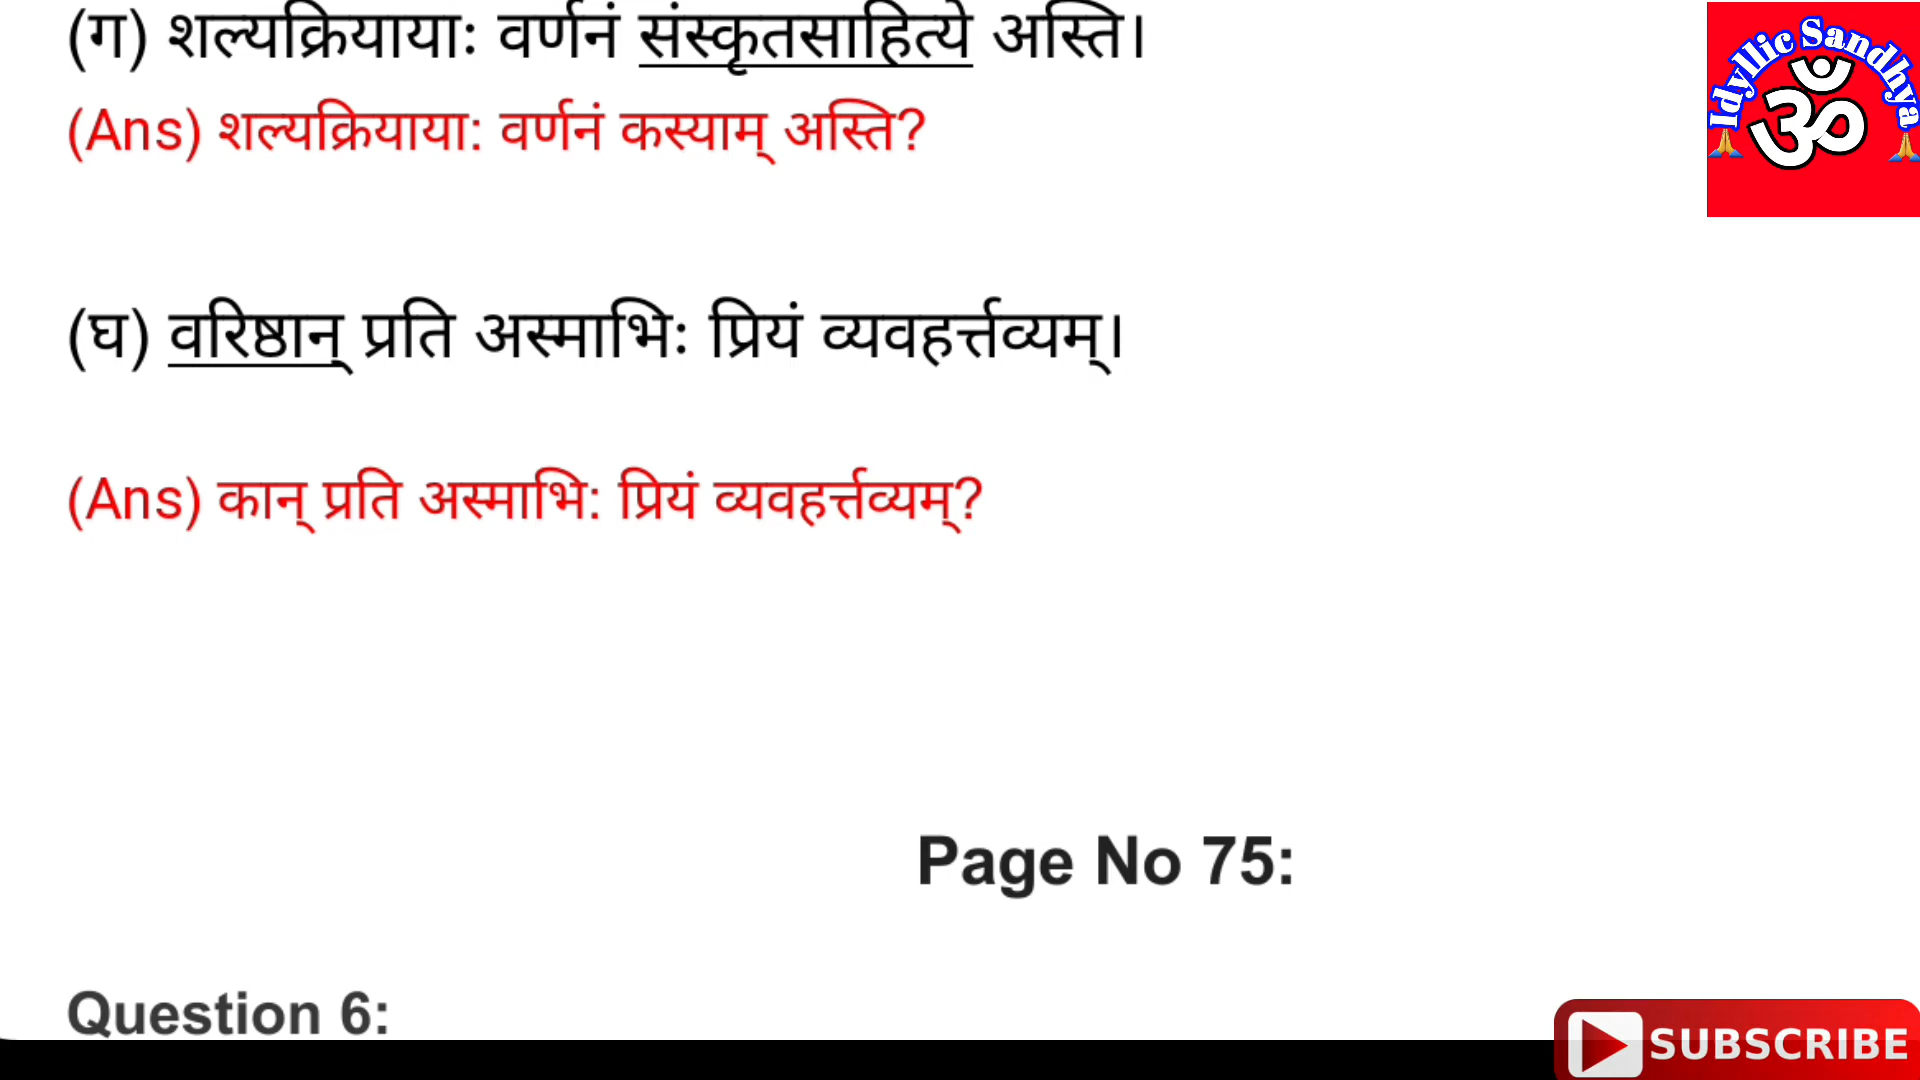 (ग) शल्यक्रियायाः वर्णनं संस्कृतसाहित्ये अस्ति।
Idyllic Sandhya
ॐ
(Ans) शल्यक्रियाया: वर्णनं कस्याम् अस्ति?
(घ) वरिष्ठान् प्रति अस्माभिः प्रियं व्यवहर्त्तव्यम्।
(Ans) कान् प्रति अस्माभि: प्रियं व्यवहर्त्तव्यम्?
Page No 75:
Question 6:
SUBSCRIBE